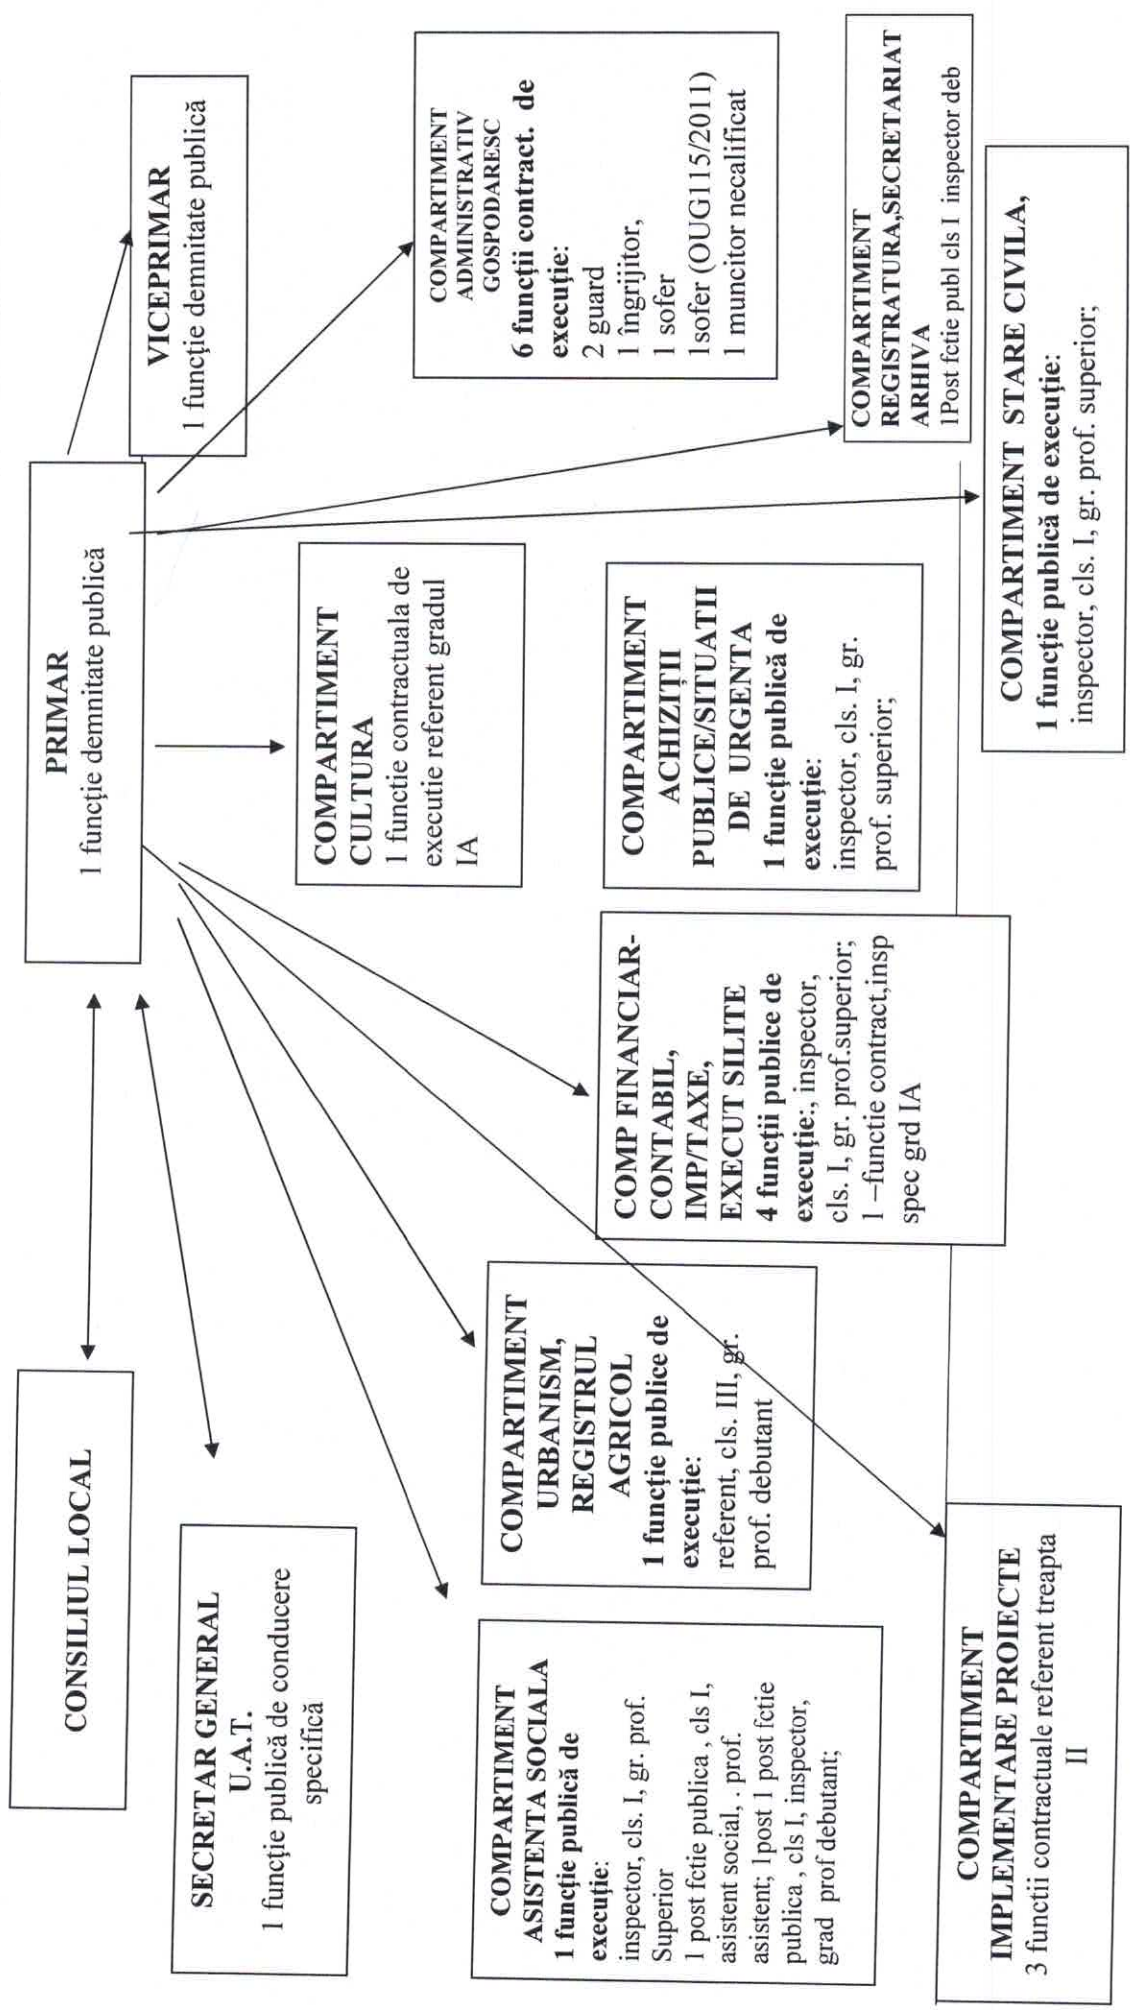 CONSILIUL LOCAL
PRIMAR
1 funcţie demnitate publică
VICEPRIMAR
1 funcţie demnitate publică
SECRETAR GENERAL
U.A.T.
1 funcţie publică de conducere
specifică
COMPARTIMENT
CULTURA
1 functie contractuala de
executie referent gradul
IA
COMPARTIMENT
ADMINISTRATIV
GOSPODARESC
6 funcţii contract. de
execuţie:
2 guard
1 îngrijitor,
1 sofer
1sofer (OUG115/2011)
1 muncitor necalificat
COMPARTIMENT
ASISTENTA SOCIALA
1 funcţie publică de
execuţie:
inspector, cls. I, gr. prof.
Superior
1 post fctie publica , cls I,
asistent social, . prof.
asistent; 1post 1 post fctie
publica , cls I, inspector,
grad prof debutant;
COMPARTIMENT
URBANISM,
REGISTRUL
AGRICOL
1 funcţie publice de
execuţie:
referent, cls. III, gr.
prof. debutant
COMP FINANCIAR-
CONTABIL,
IMP/TAXE,
EXECUT SILITE
4 funcţii publice de
execuţie:, inspector,
cls. I, gr. prof.superior;
1 –functie contract,insp
spec grd IA
COMPARTIMENT
ACHIZIŢII
PUBLICE/SITUATII
DE URGENTA
1 funcţie publică de
execuţie:
inspector, cls. I, gr.
prof. superior;
COMPARTIMENT
REGISTRATURA,SECRETARIAT
ARHIVA
1Post fctie publ cls I inspector deb
COMPARTIMENT
IMPLEMENTARE PROIECTE
3 functii contractuale referent treapta
II
COMPARTIMENT STARE CIVILA,
1 funcţie publică de execuţie:
inspector, cls. I, gr. prof. superior;